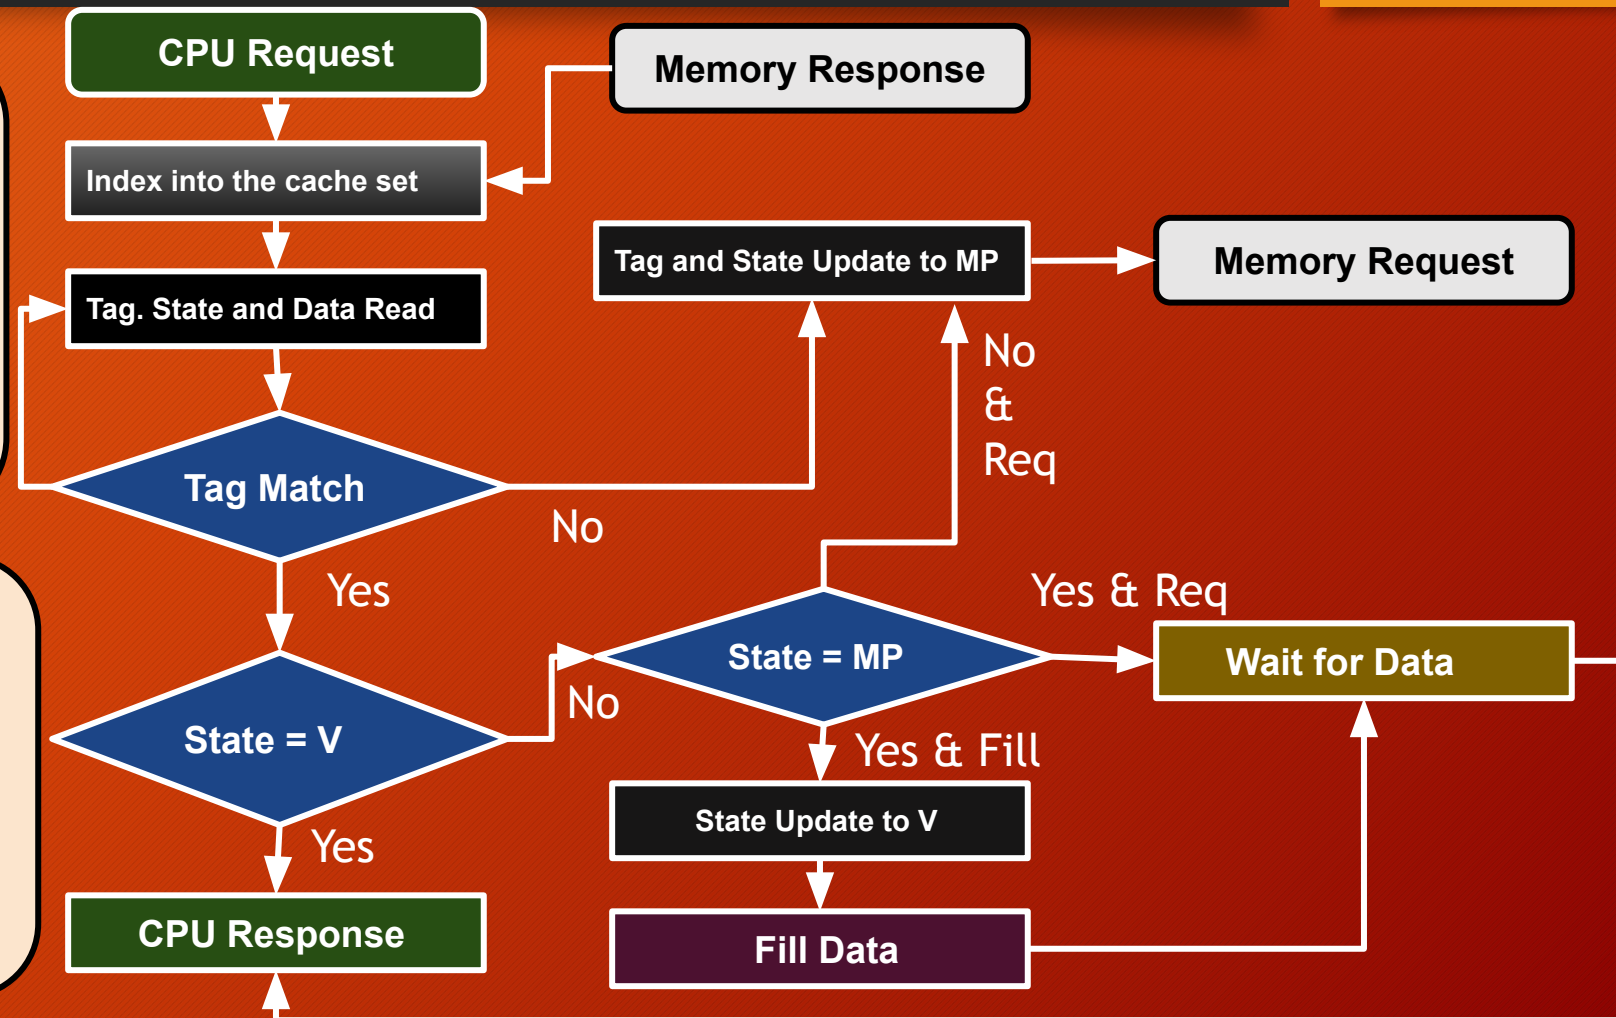 CPU Request
Memory Response
Index into the cache set
Tag and State Update to MP
Memory Request
Tag. State and Data Read
No
&
Req
Tag Match
No
Yes
Yes & Req
State = MP
Wait for Data
No
State = V
Yes & Fill
State Update to V
Yes
CPU Response
Fill Data